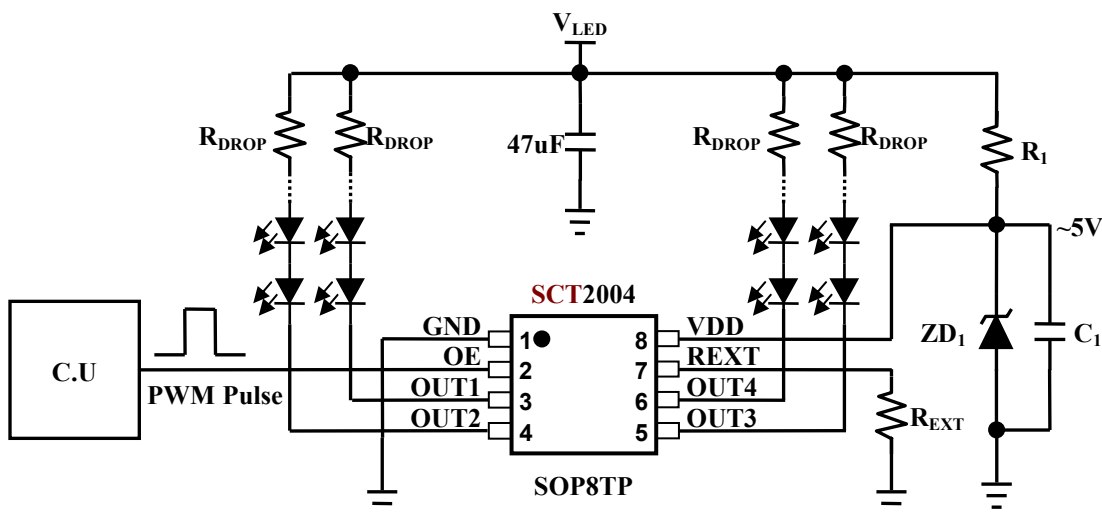 VLED
RDROP
RDROP
47uF
RDROP
RDROP
R1
~5V
SCT2004
C.U
PWM Pulse
GND
OE
OUT1
OUT2
1
2
3
4
8
7
6
5
VDD
REXT
OUT4
OUT3
REXT
ZD1
C1
SOP8TP